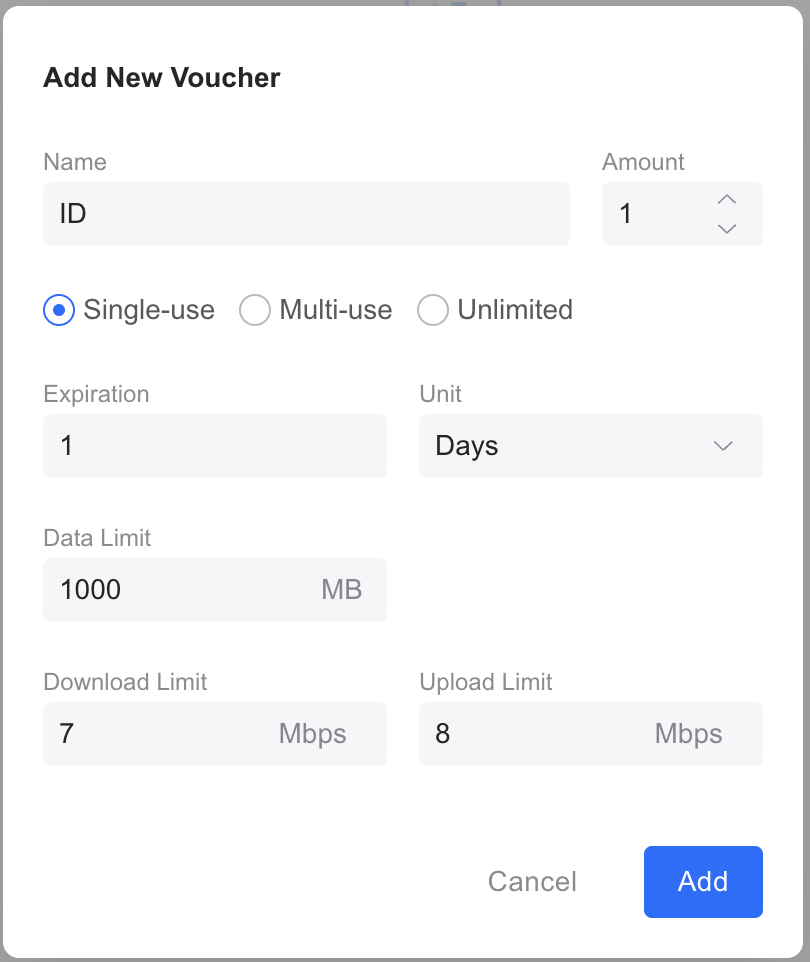 Add New Voucher
Name Amount
ID 1
Single-use Multi-use Unlimited
Expiration Unit
1 Days
Data Limit
1000 MB
Download Limit Upload Limit
7 Mbps 8 Mbps
Cancel Add